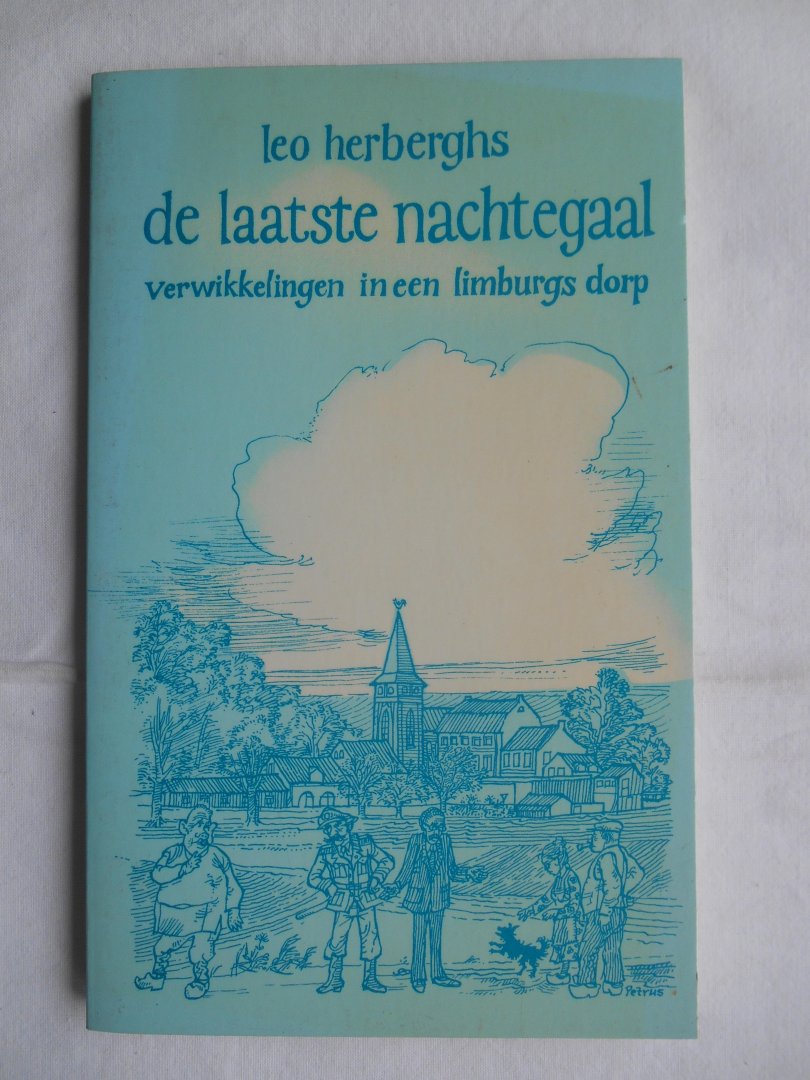 leo herberghs
de laatste nachtegaal
verwikkelingen in een limburgs dorp
Petrus